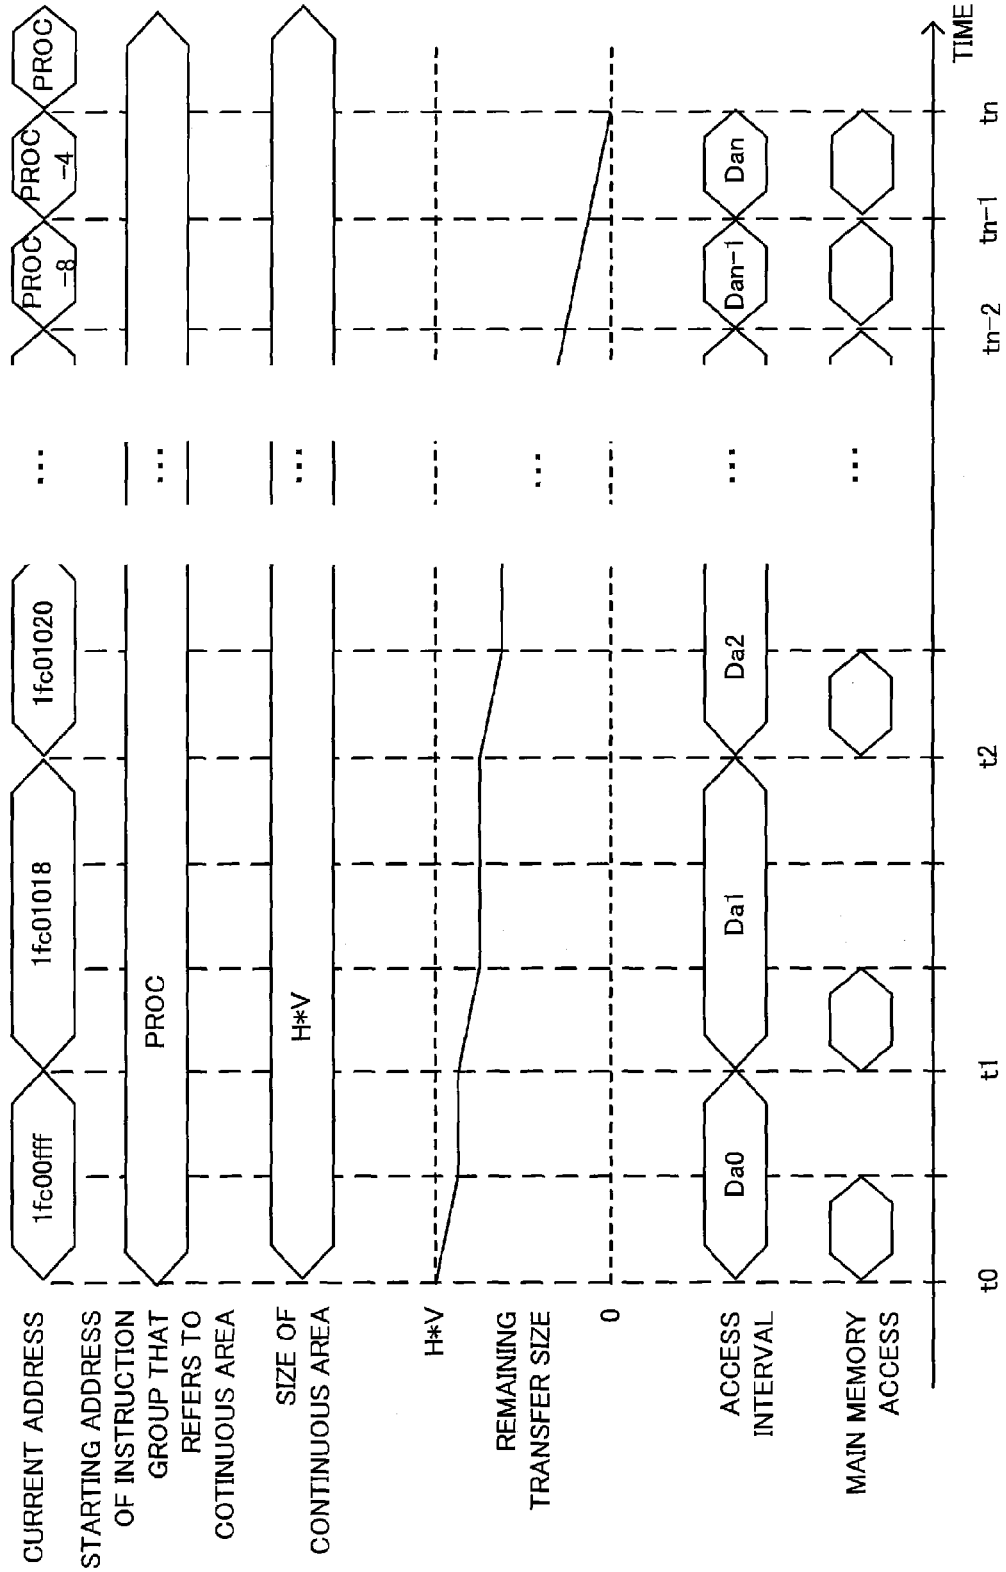 CURRENT ADDRESS
1fc00fff
1fc01018
1fc01020
...
PROC
-8
PROC
-4
PROC
STARTING ADDRESS
OF INSTRUCTION
GROUP THAT
REFERS TO
COTINUOUS AREA
PROC
...
SIZE OF
CONTINUOUS AREA
H*V
...
H*V
REMAINING
TRANSFER SIZE
...
0
ACCESS
INTERVAL
Da0
Da1
Da2
...
Dan-1
Dan
MAIN MEMORY
ACCESS
...
t0
t1
t2
tn-2
tn-1
tn
TIME